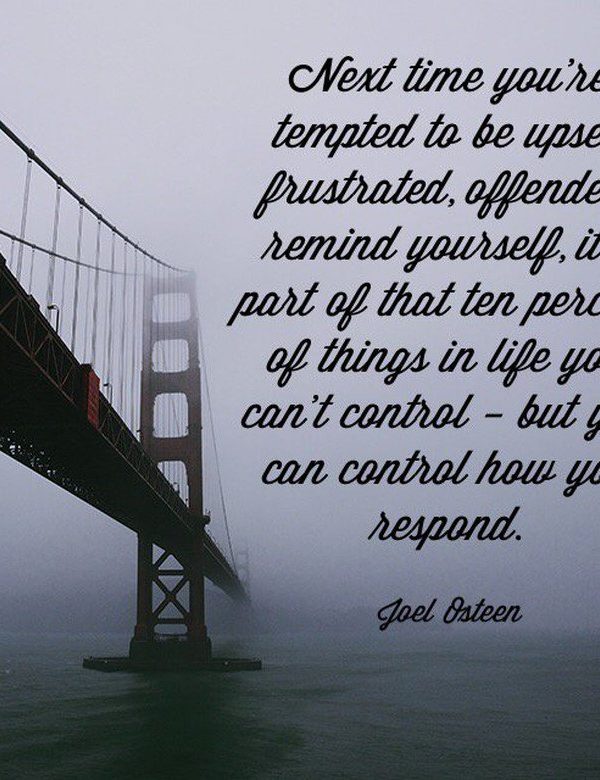 Next time you're
tempted to be upse
frustrated, offende
remind yourself, it
part of that ten perc
of things in life yo
can't control – but y
can control how yo
respond.
Joel Osteen